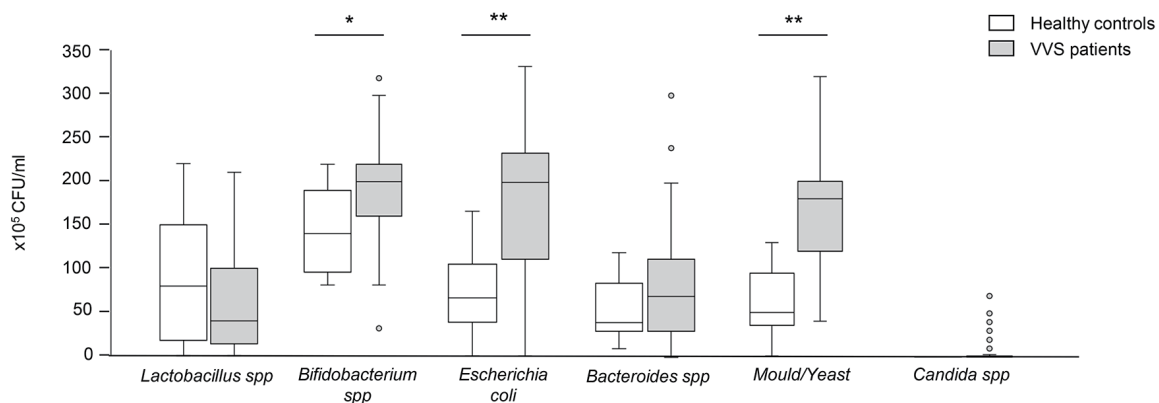 * ** **
Healthy controls
VVS patients
x10⁵ CFU/ml
350
300
250
200
150
100
50
0
Lactobacillus spp
Bifidobacterium
spp
Escherichia
coli
Bacteroides spp
Mould/Yeast
Candida spp